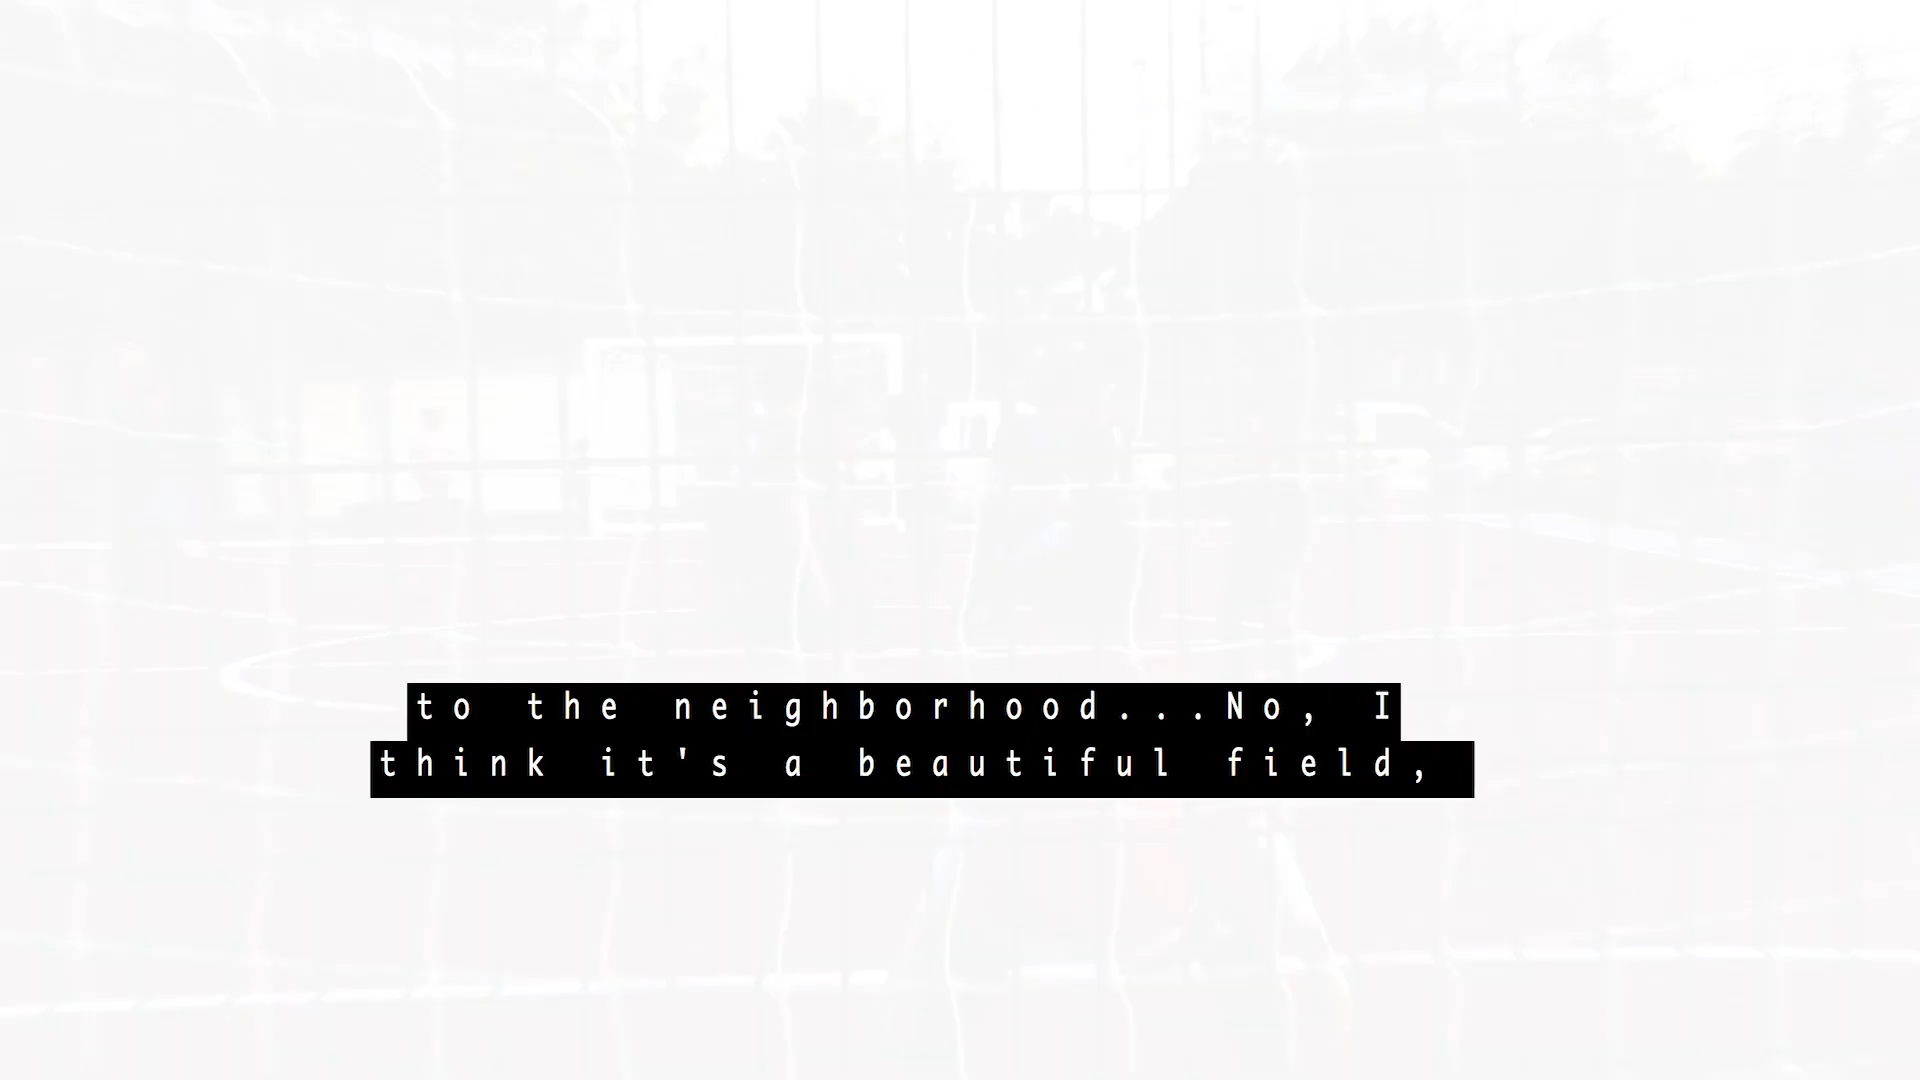 to the neighborhood...No, I
think it's a beautiful field,